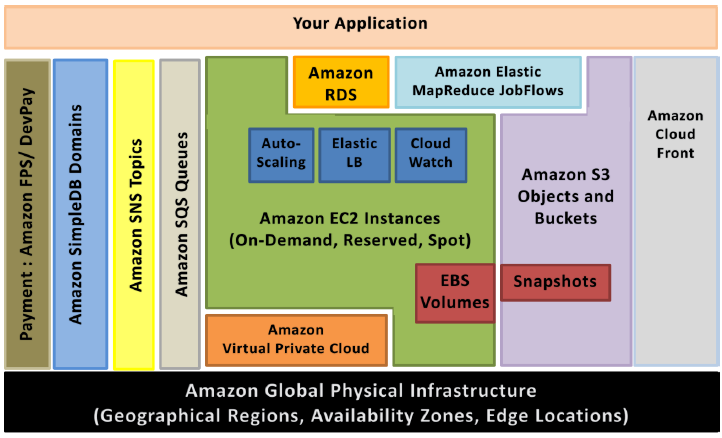 Your Application
Payment : Amazon FPS/ DevPay
Amazon SimpleDB Domains
Amazon SNS Topics
Amazon SQS Queues
Amazon
RDS
Amazon Elastic
MapReduce JobFlows
Amazon
Cloud
Front
Auto-
Scaling
Elastic
LB
Cloud
Watch
Amazon S3
Objects and
Buckets
Amazon EC2 Instances
(On-Demand, Reserved, Spot)
EBS
Volumes
Snapshots
Amazon
Virtual Private Cloud
Amazon Global Physical Infrastructure
(Geographical Regions, Availability Zones, Edge Locations)